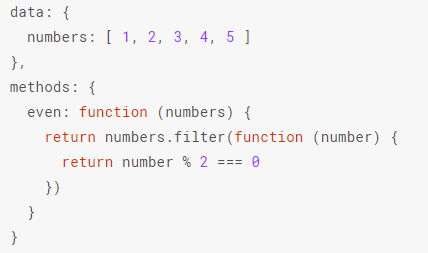 data: {
  numbers: [ 1, 2, 3, 4, 5 ]
},
methods: {
  even: function (numbers) {
    return numbers.filter(function (number) {
      return number % 2 === 0
    })
  }
}